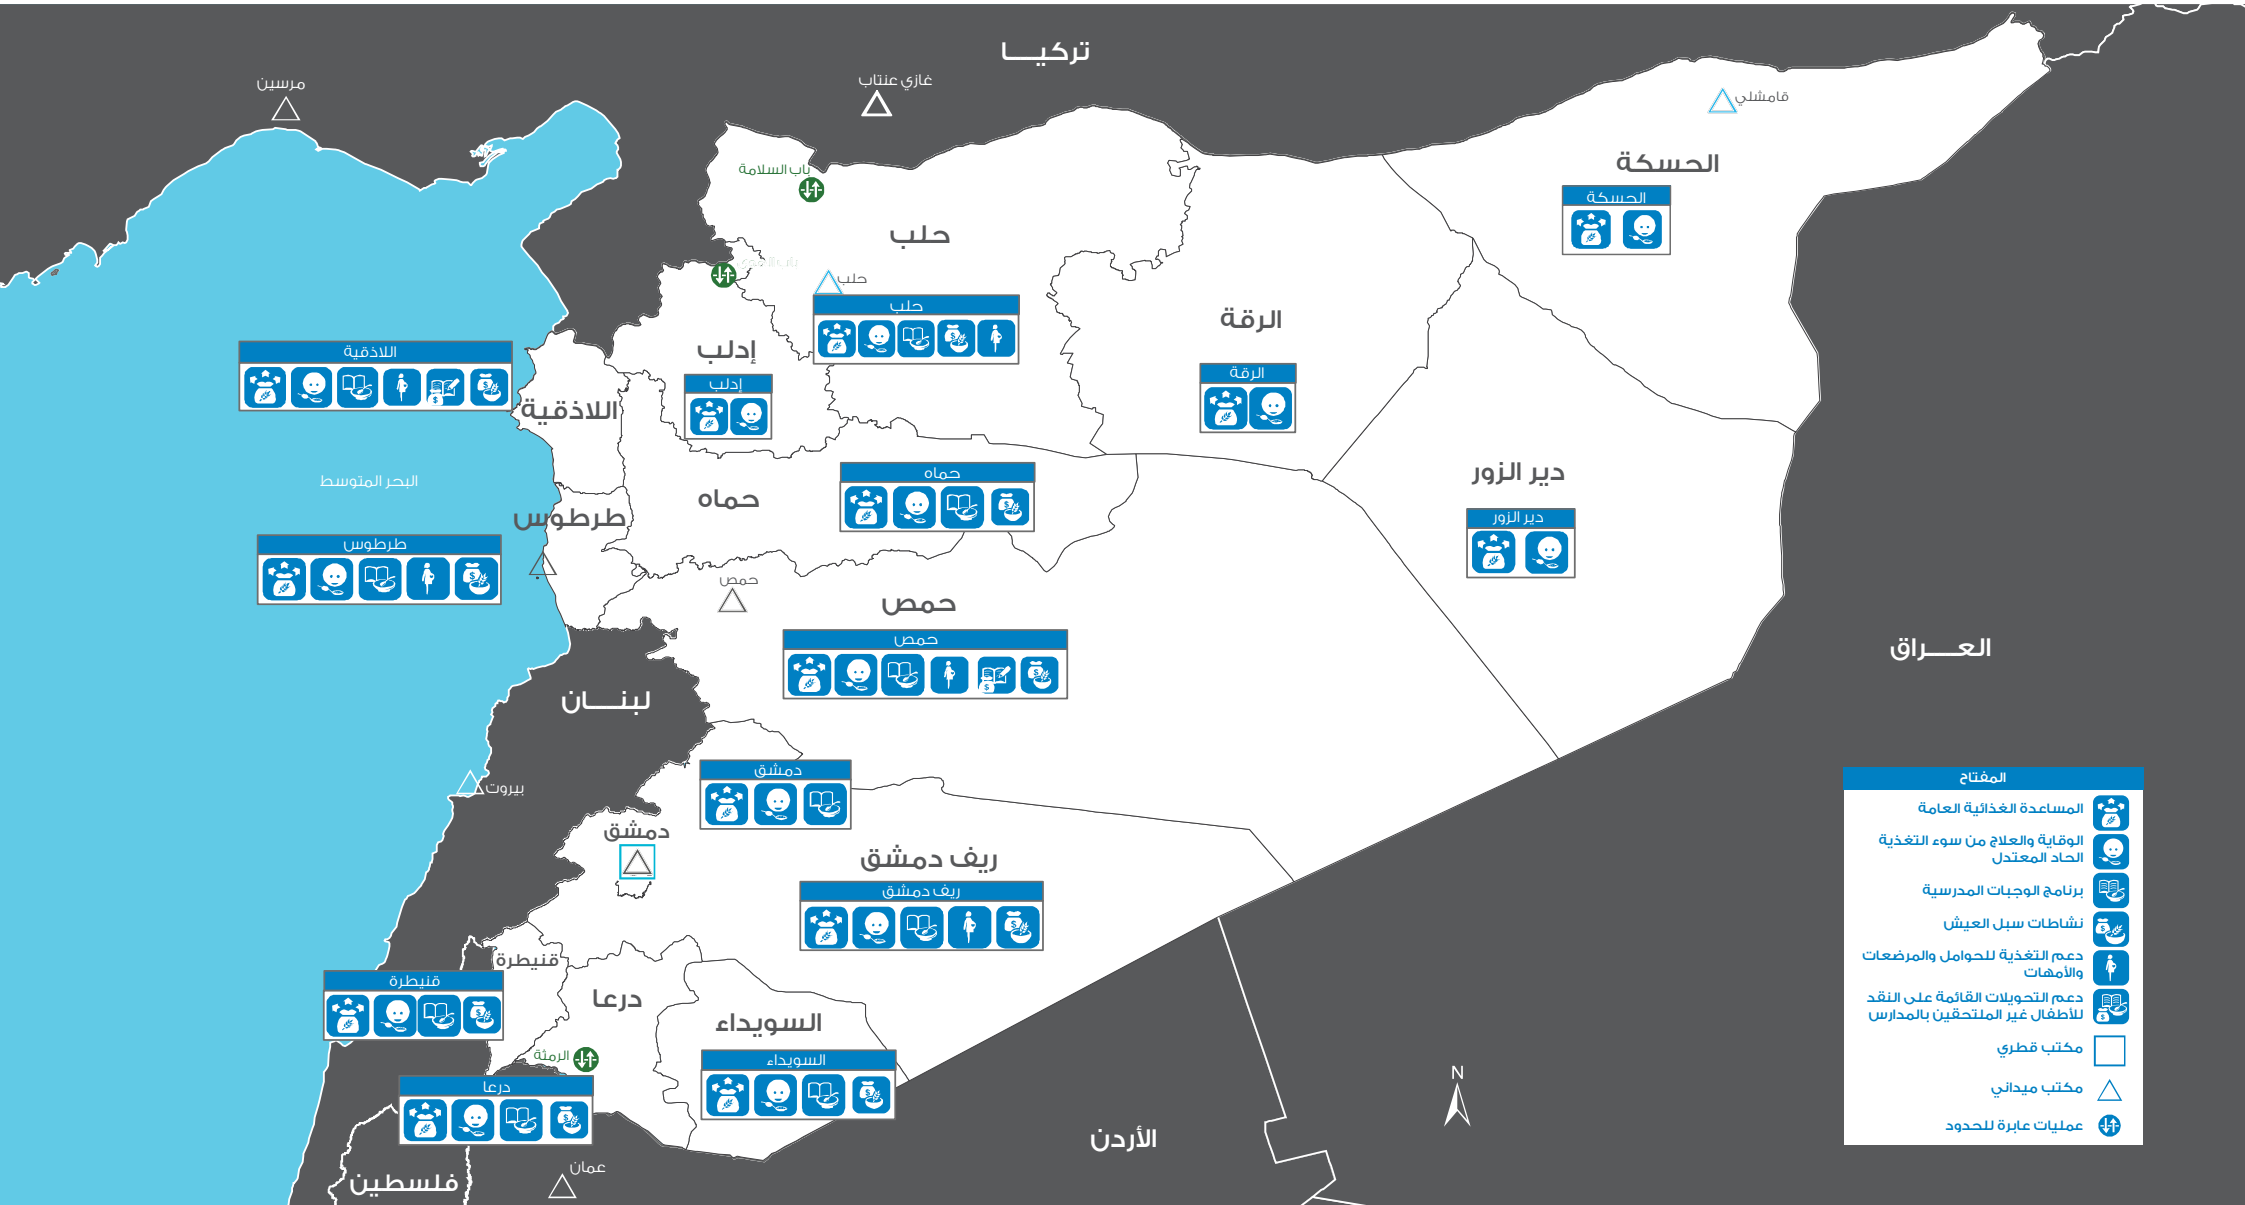 تركيـــا
مرسين
غازي عنتاب
قامشلي
الحسكة
الحسكة
باب السلامة
حلب
حلب
حلب
الرقة
الرقة
إدلب
إدلب
اللاذقية
اللاذقية
حماه
حماه
دير الزور
دير الزور
البحر المتوسط
طرطوس
طرطوس
حمص
حمص
حمص
العـــراق
لبنـــان
بيروت
دمشق
دمشق
ريف دمشق
ريف دمشق
قنيطرة
قنيطرة
درعا
السويداء
السويداء
الرمثة
درعا
الأردن
عمان
فلسطين
N
المفتاح
المساعدة الغذائية العامة
الوقاية والعلاج من سوء التغذية
الحاد المعتدل
برنامج الوجبات المدرسية
نشاطات سبل العيش
دعم التغذية للحوامل والمرضعات
والأمهات
دعم التحويلات القائمة على النقد
للأطفال غير الملتحقين بالمدارس
مكتب قطري
مكتب ميداني
عمليات عابرة للحدود